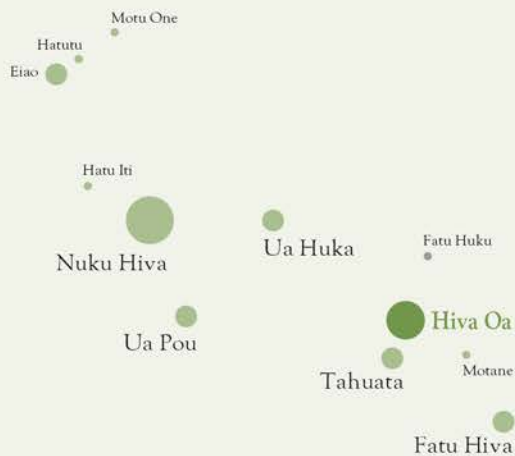 Motu One
Hatutu
Eiao
Hatu Iti
Nuku Hiva
Ua Huka
Fatu Huku
Hiva Oa
Ua Pou
Tahuata
Motane
Fatu Hiva